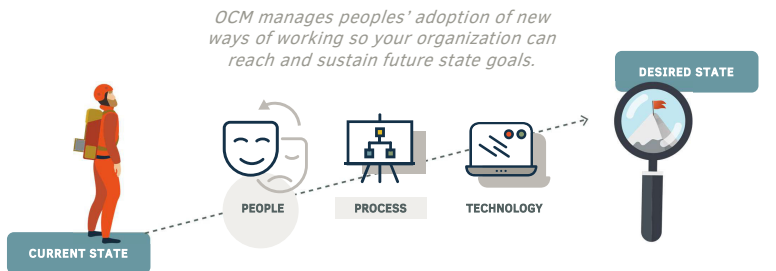 OCM manages peoples’ adoption of new
ways of working so your organization can
reach and sustain future state goals.
DESIRED STATE
PEOPLE
PROCESS
TECHNOLOGY
CURRENT STATE